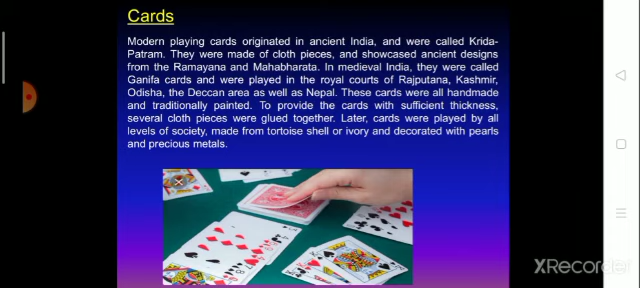 Cards
Modern playing cards originated in ancient India, and were called Krida-
Patram. They were made of cloth pieces, and showcased ancient designs
from the Ramayana and Mahabharata. In medieval India, they were called
Ganifa cards and were played in the royal courts of Rajputana, Kashmir,
Odisha, the Deccan area as well as Nepal. These cards were all handmade
and traditionally painted. To provide the cards with sufficient thickness,
several cloth pieces were glued together. Later, cards were played by all
levels of society, made from tortoise shell or ivory and decorated with pearls
and precious metals.
XRecorder